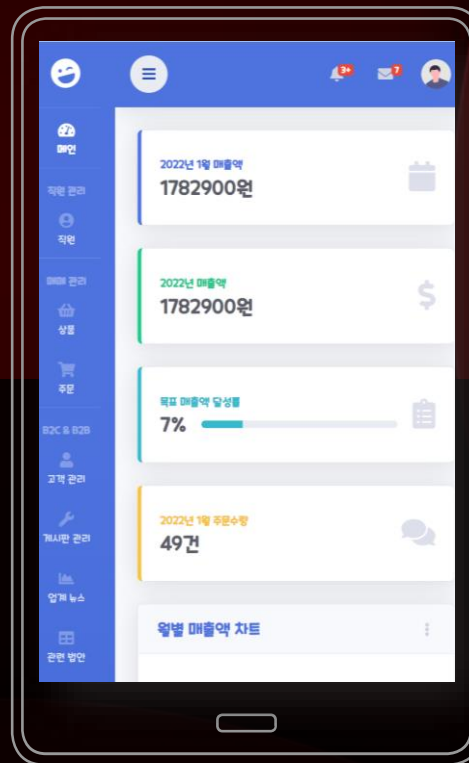 3+
7
메인
직원 관리
직원
매매 관리
상품
주문
B2C & B2B
고객 관리
게시판 관리
업계 뉴스
관련 법안
2022년 1월 매출액
1782900원
2022년 매출액
1782900원
목표 매출액 달성률
7%
2022년 1월 주문수량
49건
월별 매출액 차트